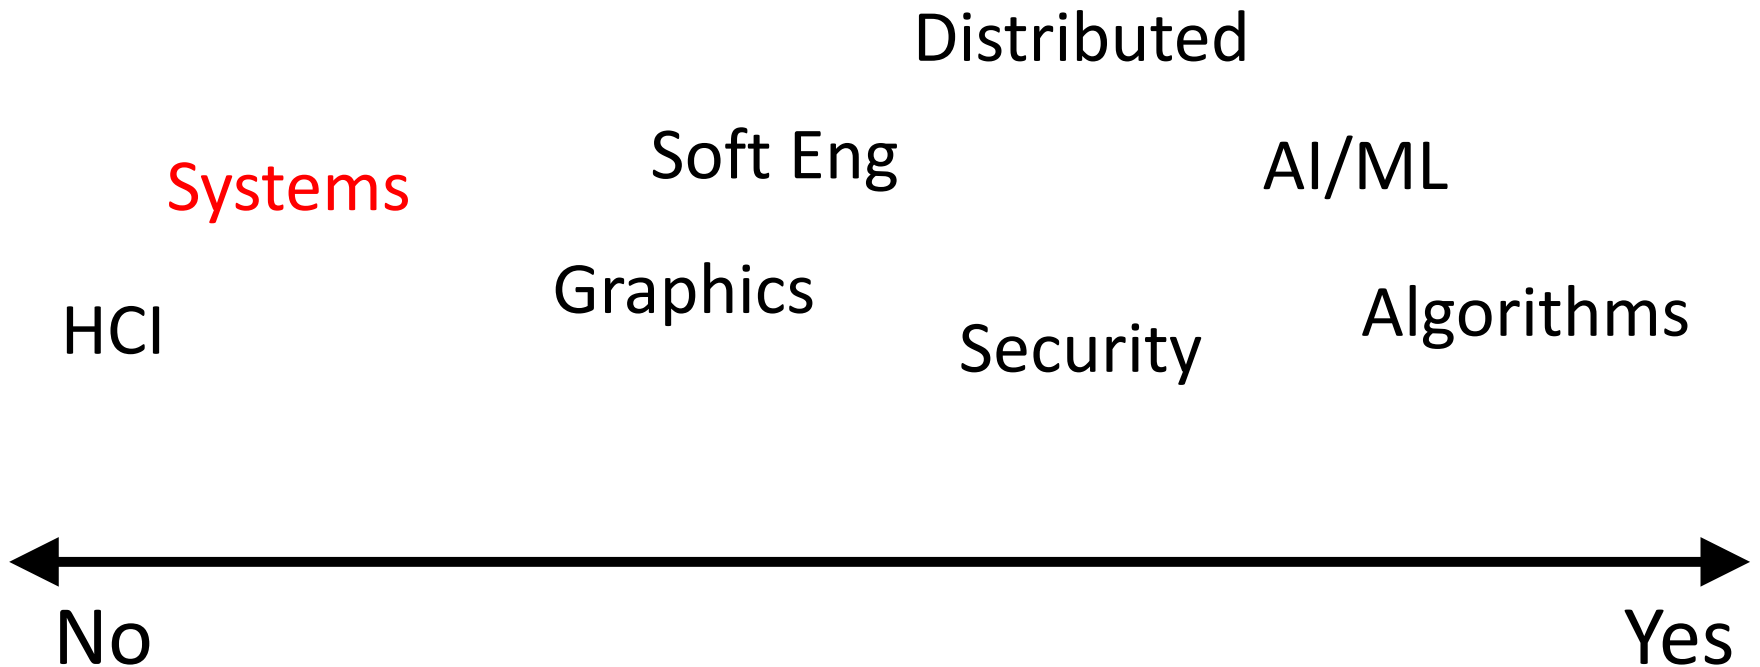 Distributed
Soft Eng
AI/ML
Systems
Graphics
Algorithms
HCI
Security
No
Yes